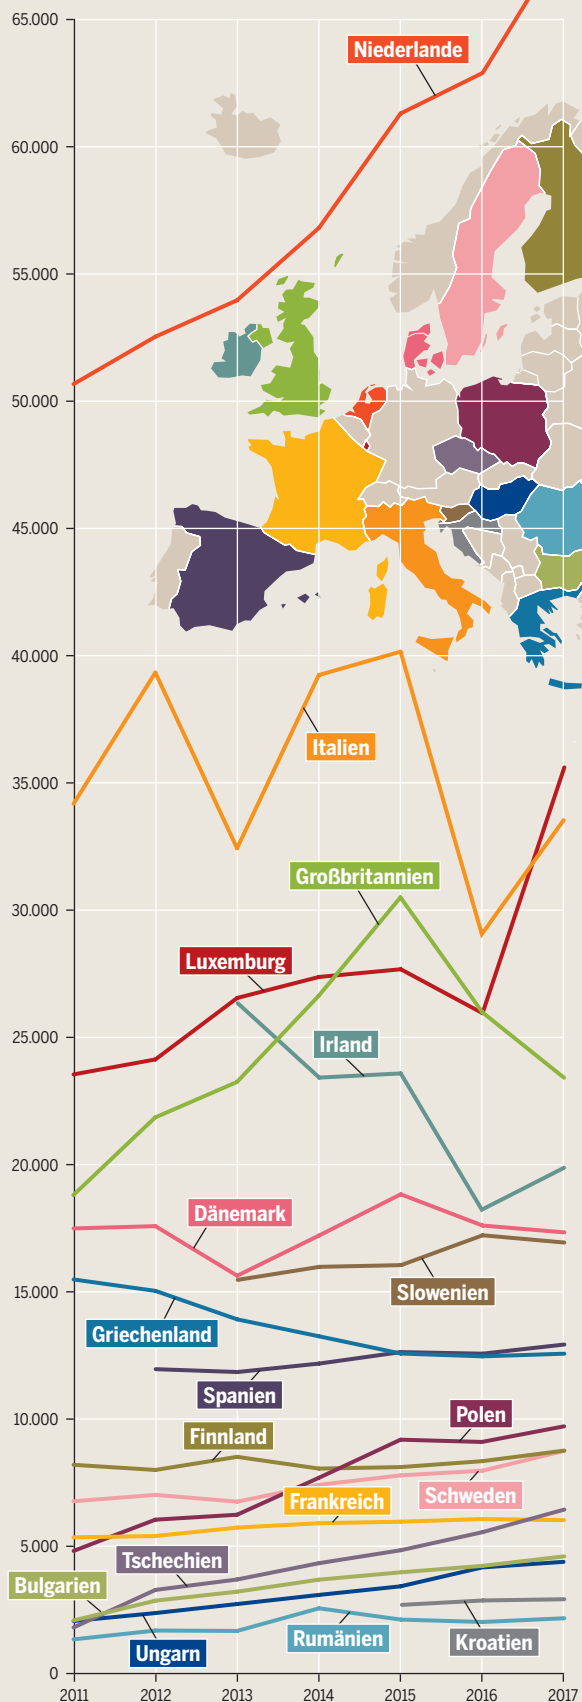 65.000
Niederlande
60.000
55.000
50.000
45.000
40.000
Italien
35.000
Großbritannien
30.000
Luxemburg
Irland
25.000
20.000
Dänemark
Slowenien
15.000
Griechenland
Spanien
Polen
10.000
Finnland
Schweden
Frankreich
5.000
Tschechien
Bulgarien
Rumänien
Kroatien
Ungarn
0
2011 2012 2013 2014 2015 2016 2017